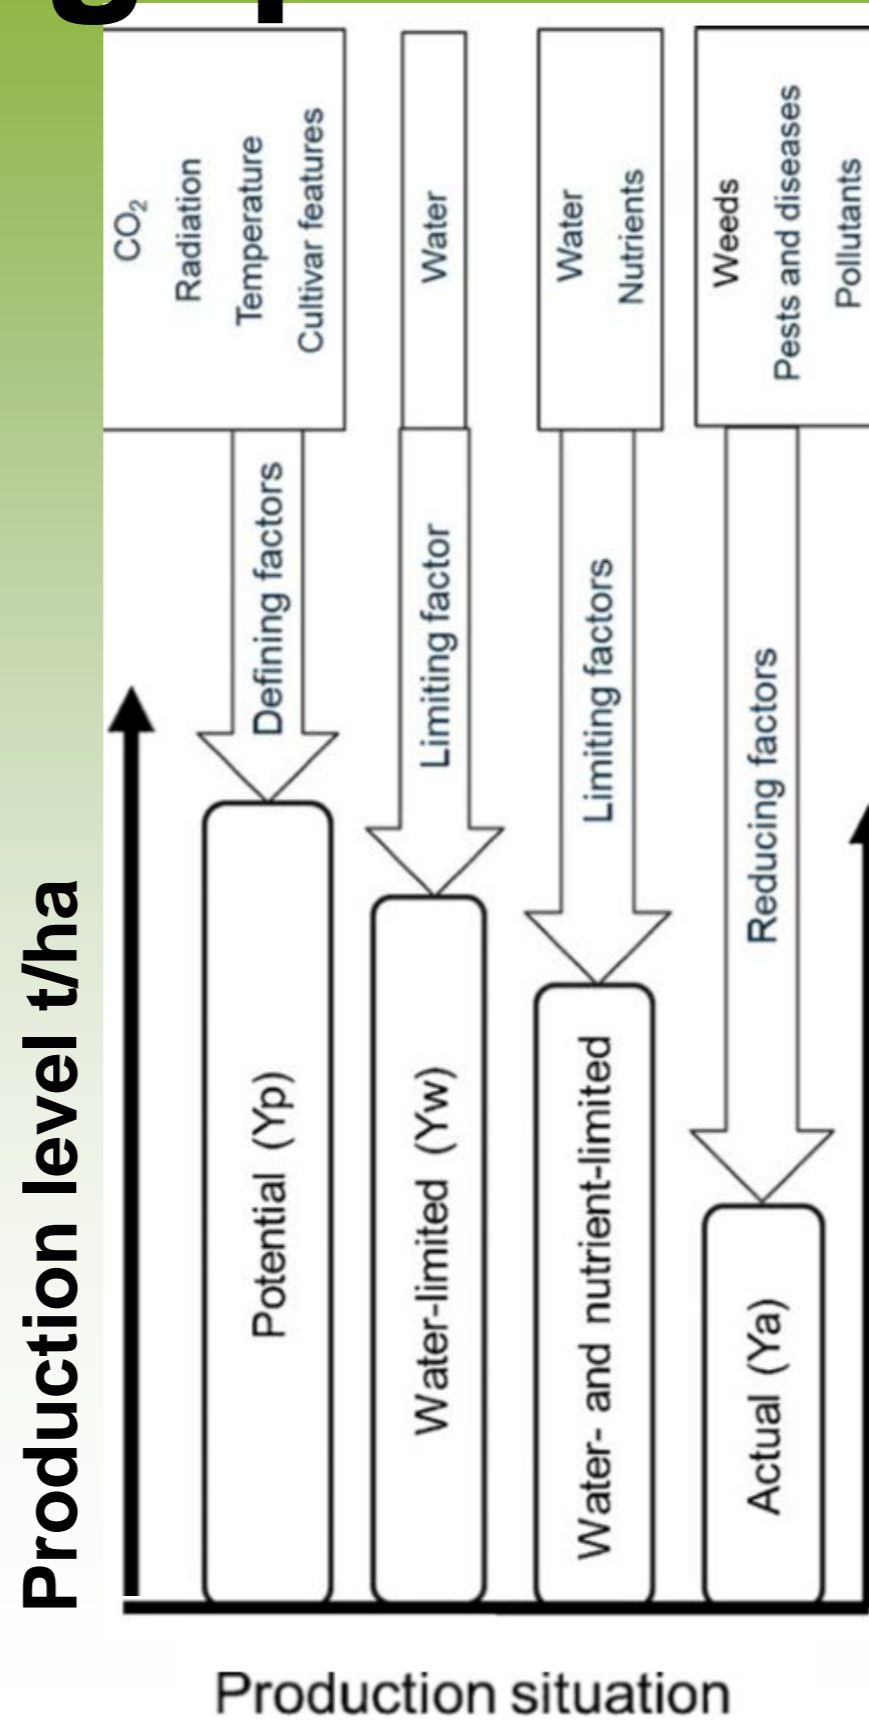 CO₂
Radiation
Temperature
Cultivar features
Water
Water
Nutrients
Weeds
Pests and diseases
Pollutants
Defining factors
Limiting factor
Limiting factors
Reducing factors
Production level t/ha
Potential (Yp)
Water-limited (Yw)
Water- and nutrient-limited
Actual (Ya)
Production situation